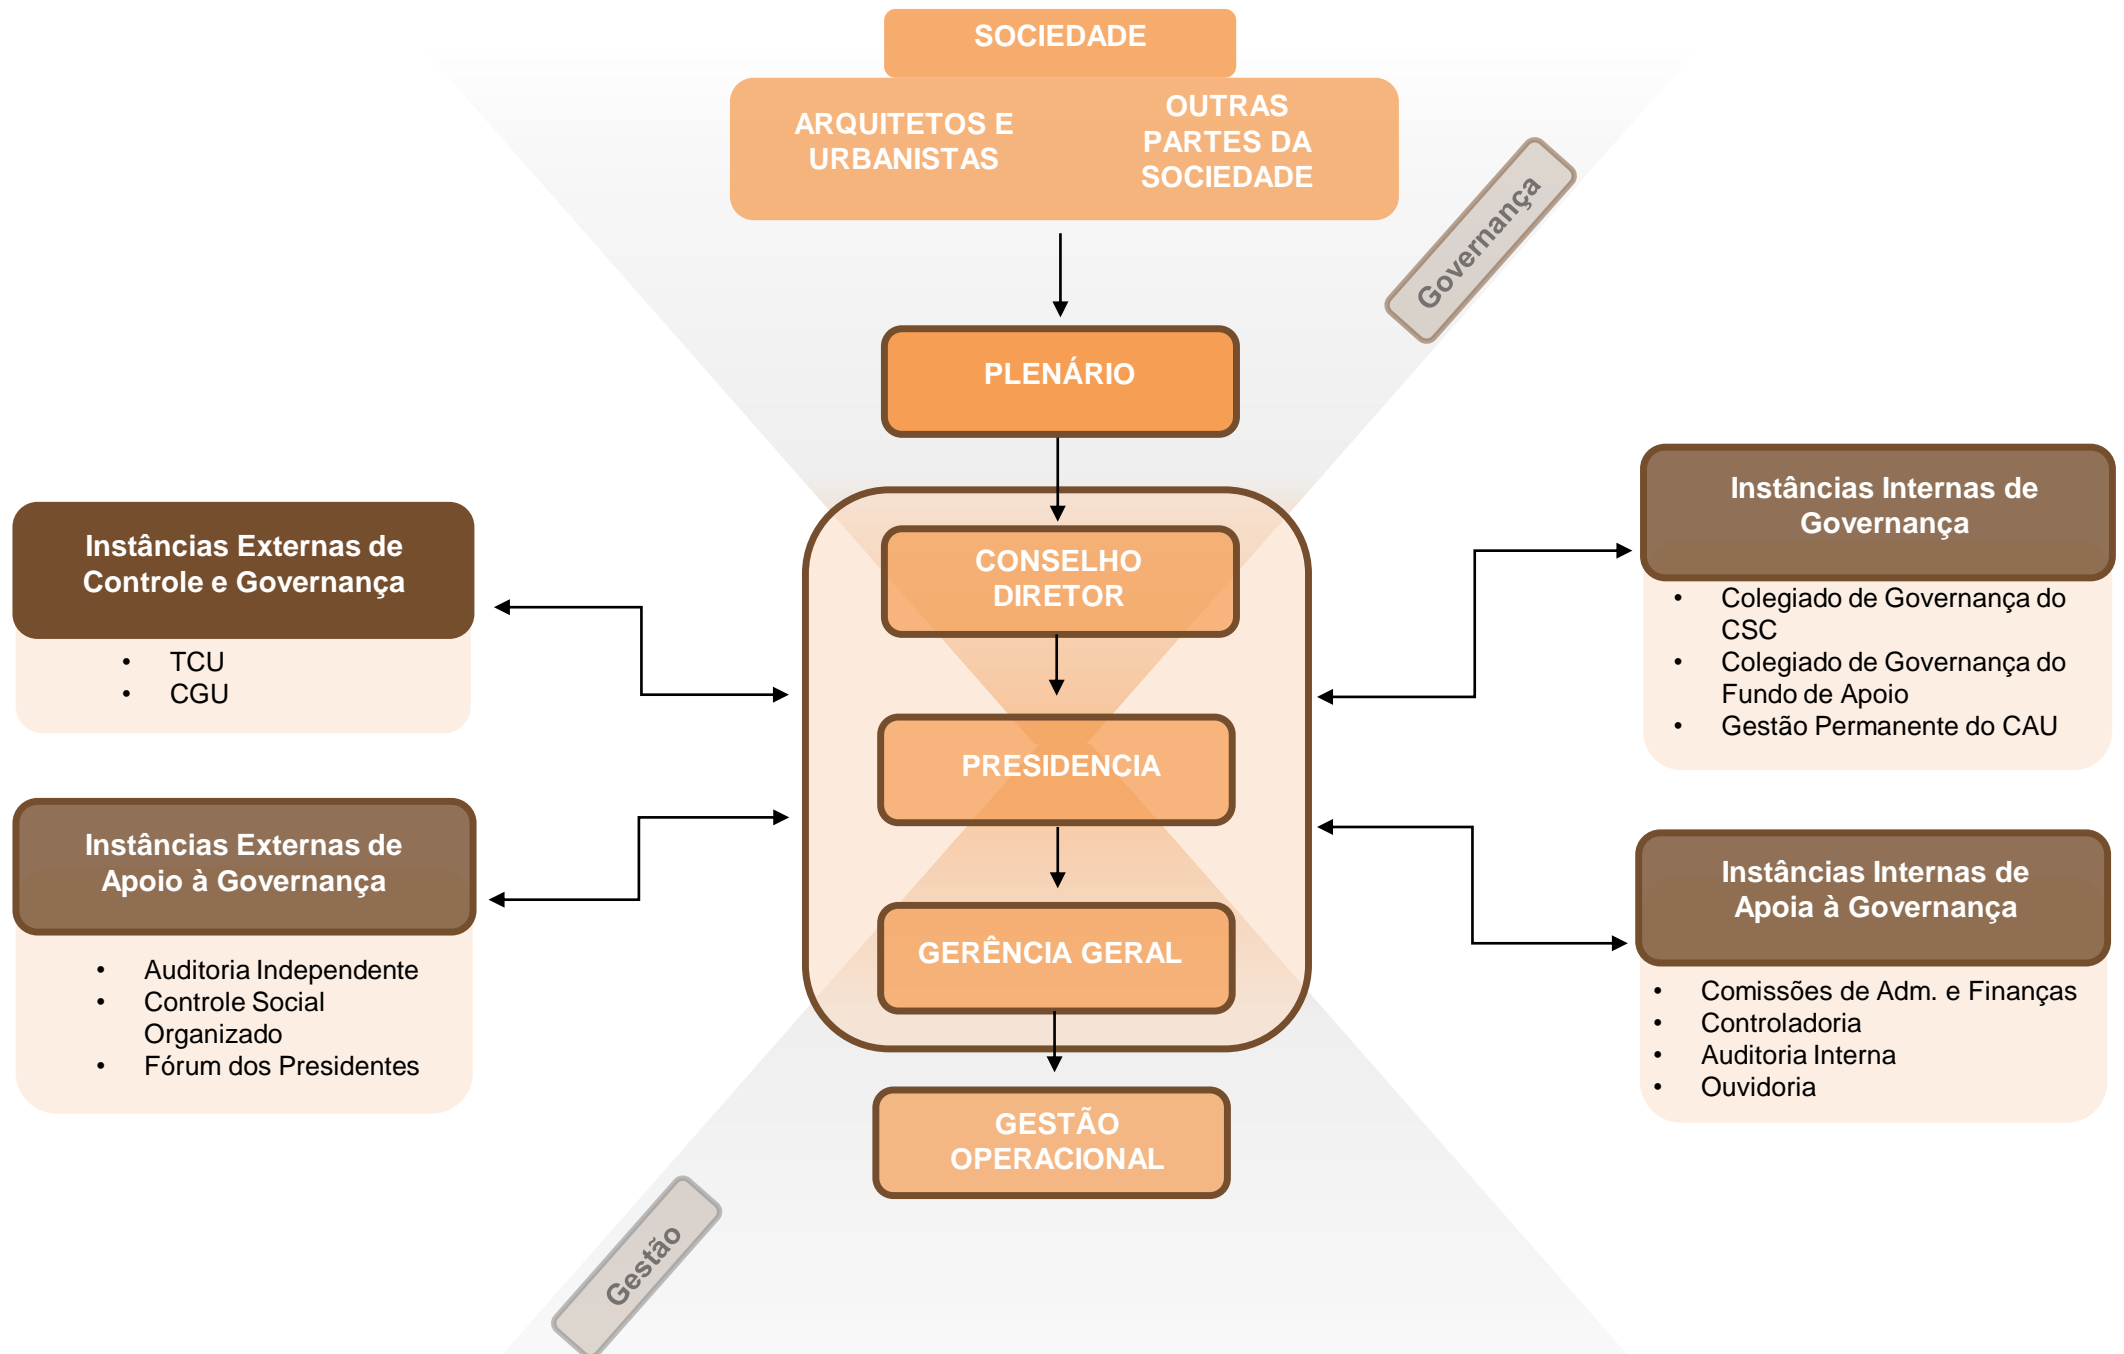 SOCIEDADE
ARQUITETOS E
URBANISTAS
OUTRAS
PARTES DA
SOCIEDADE
Governança
PLENÁRIO
CONSELHO
DIRETOR
PRESIDENCIA
GERÊNCIA GERAL
GESTÃO
OPERACIONAL
Gestão
Instâncias Externas de
Controle e Governança
• TCU
• CGU
Instâncias Externas de
Apoio à Governança
• Auditoria Independente
• Controle Social
Organizado
• Fórum dos Presidentes
Instâncias Internas de
Governança
• Colegiado de Governança do
CSC
• Colegiado de Governança do
Fundo de Apoio
• Gestão Permanente do CAU
Instâncias Internas de
Apoia à Governança
• Comissões de Adm. e Finanças
• Controladoria
• Auditoria Interna
• Ouvidoria